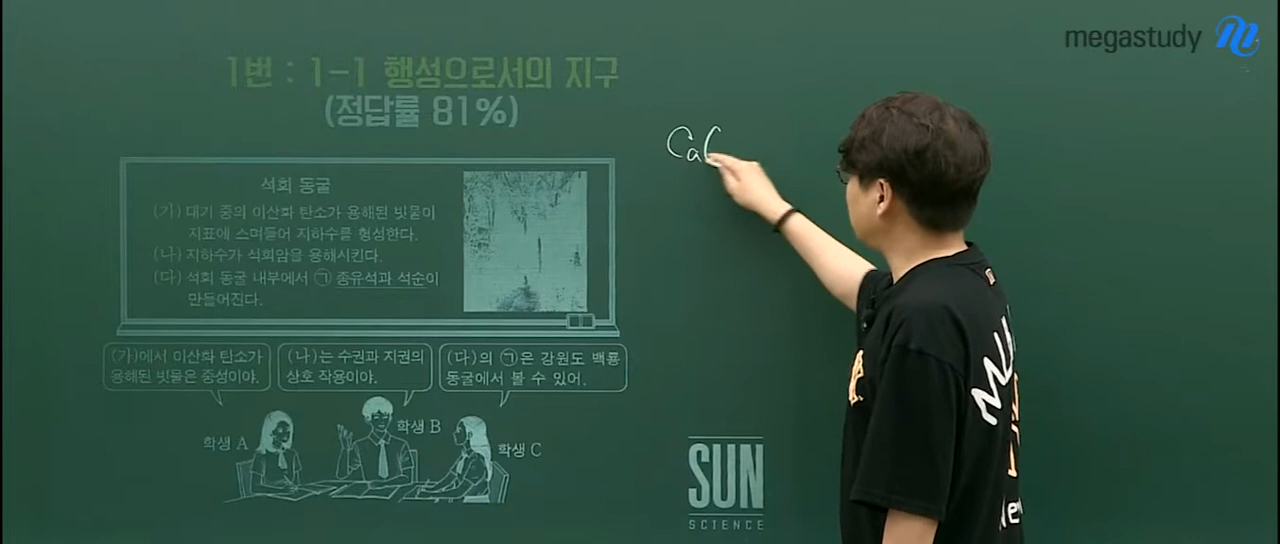 megastudy
1번 : 1-1 행성으로서의 지구
(정답률 81%)
CaC
석회 동굴
(가) 대기 중의 이산화 탄소가 용해된 빗물이
지표에 스며들어 지하수를 형성한다.
(나) 지하수가 석회암을 용해시킨다.
(다) 석회 동굴 내부에서 ㉠ 종유석과 석순이
만들어진다.
(가)에서 이산화 탄소가
용해된 빗물은 중성이야.
(나)는 수권과 지권의
상호 작용이야.
(다)의 ㉠은 강원도 백룡
동굴에서 볼 수 있어.
학생 A
학생 B
학생 C
SUN
SCIENCE